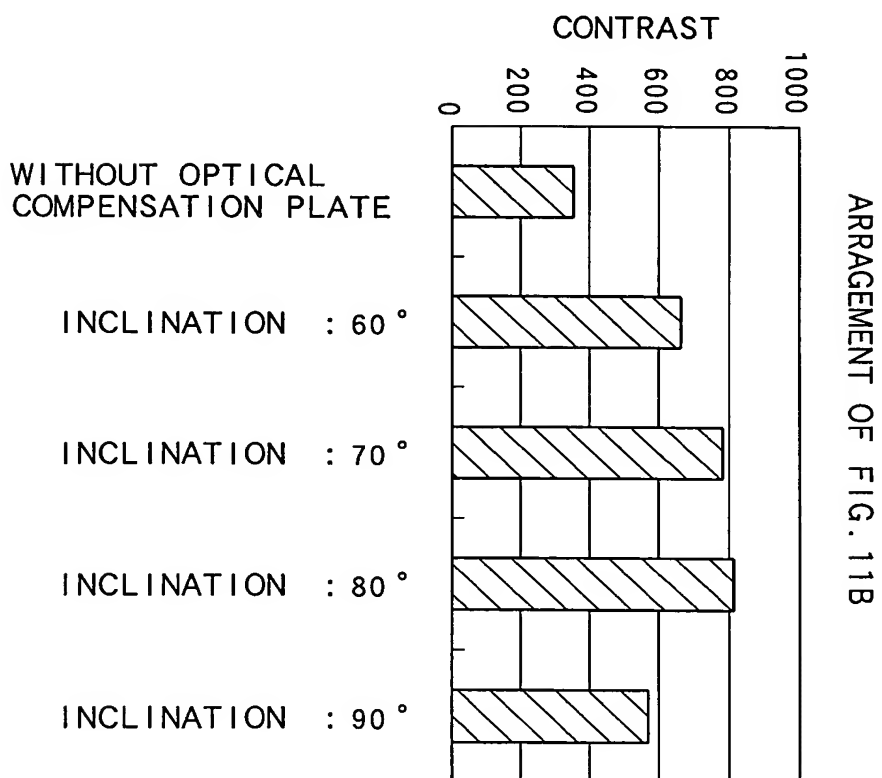 CONTRAST
0
200
400
600
800
1000
WITHOUT OPTICAL
COMPENSATION PLATE
INCLINATION : 60°
INCLINATION : 70°
INCLINATION : 80°
INCLINATION : 90°
ARRAGEMENT OF FIG. 11B